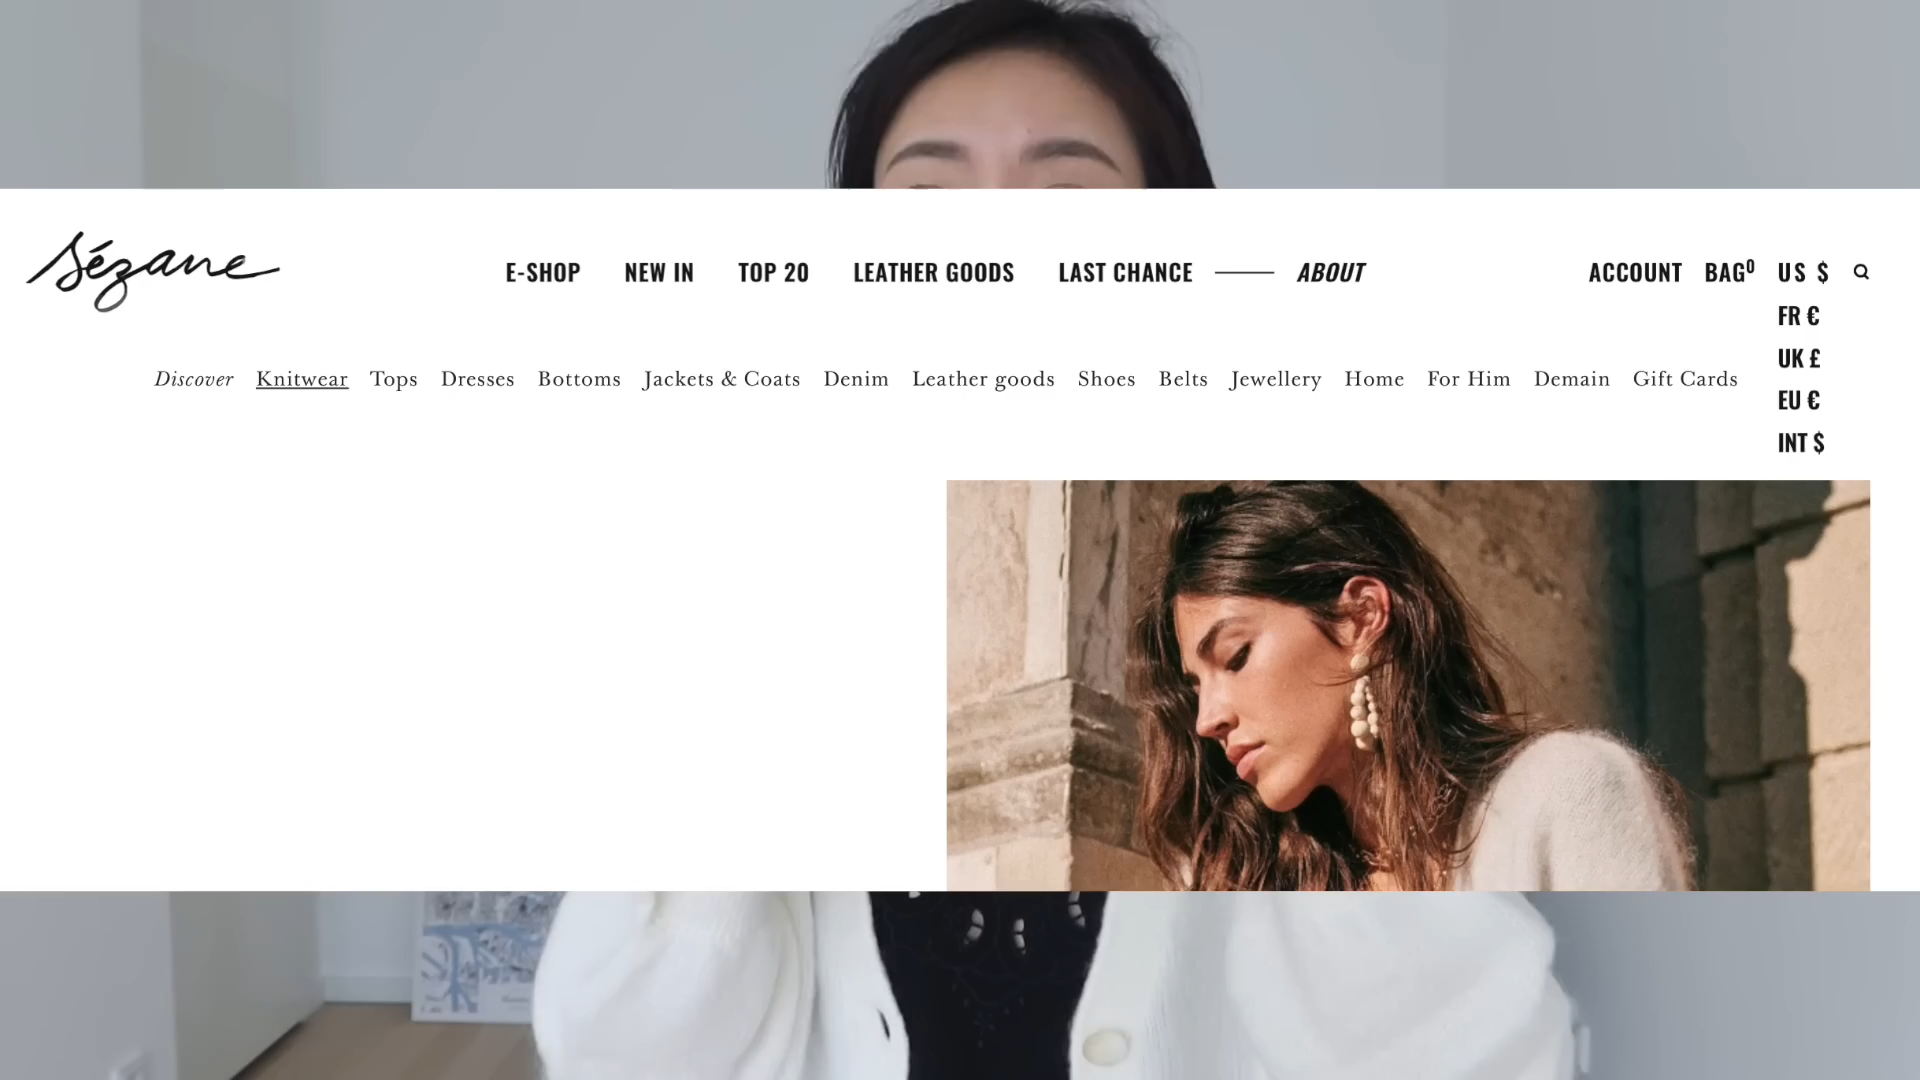 Sézane
E-SHOP NEW IN TOP 20 LEATHER GOODS LAST CHANCE ABOUT ACCOUNT BAG0 US $
FR €
UK £
EU €
INT $
Discover Knitwear Tops Dresses Bottoms Jackets & Coats Denim Leather goods Shoes Belts Jewellery Home For Him Demain Gift Cards